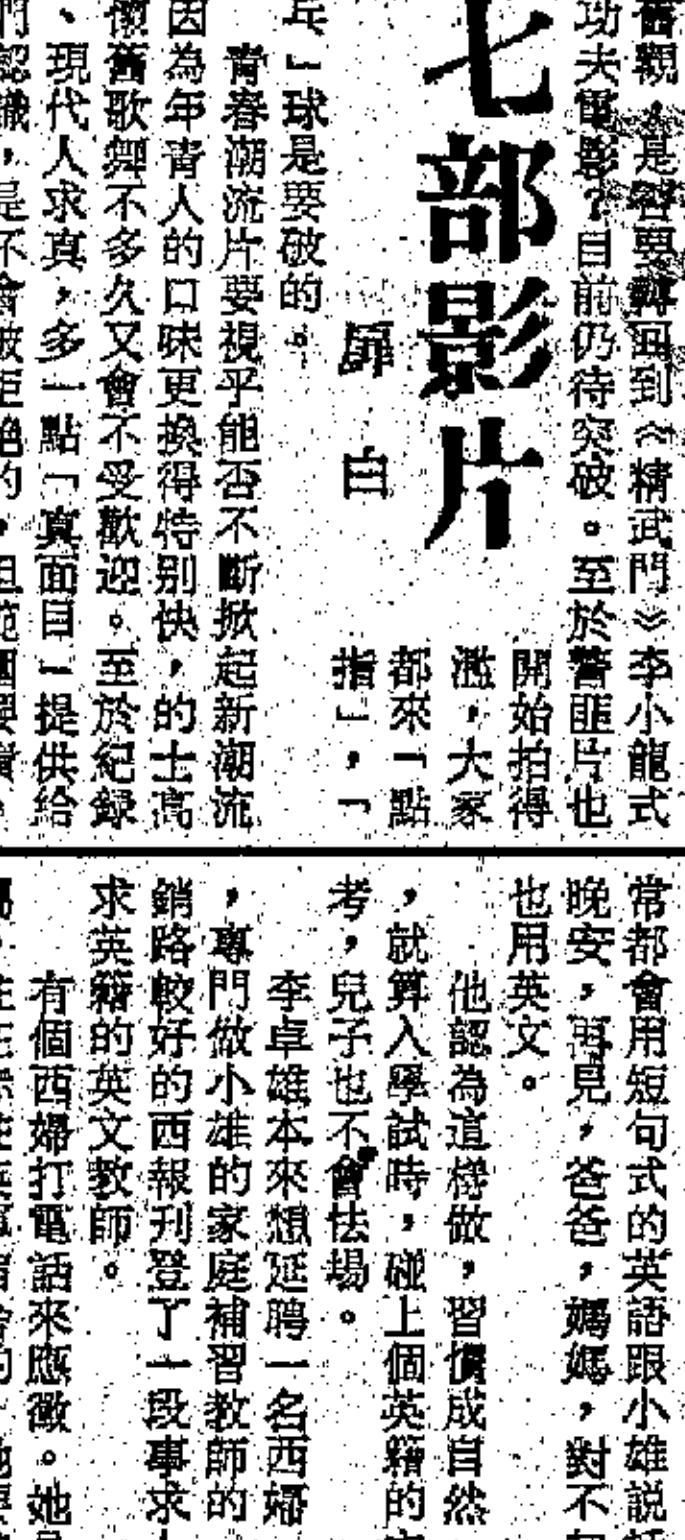 舊觀，是否要轉回到《精武門》李小龍式
功夫電影？目前仍待突破。至於警匪片也
開始拍得
濫，大家
都來「點
指」，「
七部影片
扉白
乓」球是要破的。
青春潮流片要視乎能否不斷掀起新潮流
因為年青人的口味更換得特別快，的士高
懷舊歌舞不多久又會不受歡迎。至於紀錄
、現代人求真，多一點「真面目」提供給
們認識，是不會被拒絕的，但範圍要廣。
常都會用短句式的英語跟小雄説
晚安，再見，爸爸，媽媽，對不
也用英文。
他認為道樣做，習慣成自然
，就算入學試時，碰上個英籍的
考，兒子也不會怯場。
李卓雄本來想延聘一名西婦
，專門做小雄的家庭補習教師的
銷路較好的西報刊登了一段事求
求英籍的英文教師。
有個西婦打電話來應徵。她